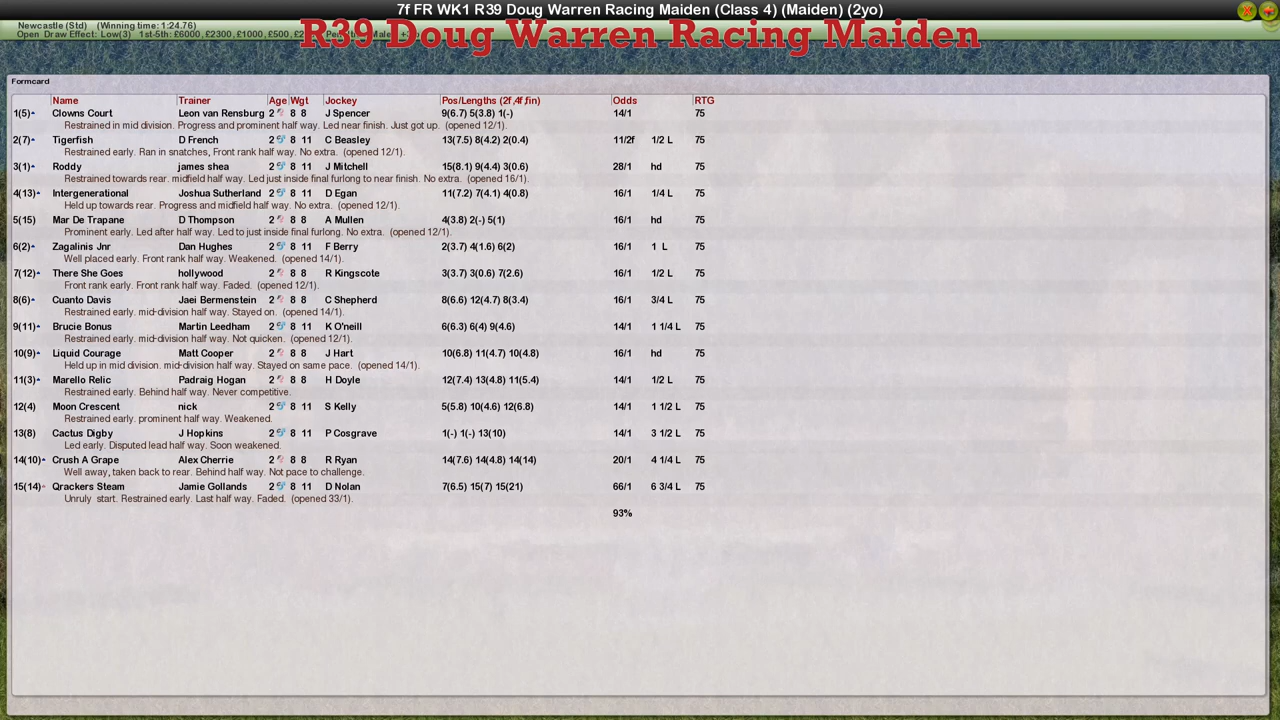 7f FR WK1 R39 Doug Warren Racing Maiden (Class 4) (Maiden) (2yo)
R39 Doug Warren Racing Maiden
Newcastle (Std) (Winning time: 1:24.76)
Open Draw Effect: Low(3) 1st-5th: £6000, £2300, £1000, £500,
Formcard
Name Trainer Age Wgt Jockey Pos/Lengths (2f,4f,fin) Odds RTG
1(5) Clowns Court Leon van Rensburg 2 8 8 J Spencer 9(6.7) 5(3.8) 1(-) 14/1 75
Restrained in mid division. Progress and prominent half way. Led near finish. Just got up. (opened 12/1).
2(7) Tigerfish D French 2 8 11 C Beasley 13(7.5) 8(4.2) 2(0.4) 11/2f 1/2 L 75
Restrained early. Ran in snatches, Front rank half way. No extra. (opened 12/1).
3(1) Roddy james shea 2 8 11 J Mitchell 15(8.1) 9(4.4) 3(0.6) 28/1 hd 75
Restrained towards rear. midfield half way. Led just inside final furlong to near finish. No extra. (opened 16/1).
4(13) Intergenerational Joshua Sutherland 2 8 11 D Egan 11(7.2) 7(4.1) 4(0.8) 16/1 1/4 L 75
Held up towards rear. Progress and midfield half way. No extra. (opened 12/1).
5(15) Mar De Trapane D Thompson 2 8 8 A Mullen 4(3.8) 2(-) 5(1) 16/1 hd 75
Prominent early. Led after half way. Led to just inside final furlong. No extra. (opened 12/1).
6(2) Zagalinis Jnr Dan Hughes 2 8 11 F Berry 2(3.7) 4(1.6) 6(2) 16/1 1 L 75
Well placed early. Front rank half way. Weakened. (opened 14/1).
7(12) There She Goes hollywood 2 8 8 R Kingscote 3(3.7) 3(0.6) 7(2.6) 16/1 1/2 L 75
Front rank early. Front rank half way. Faded. (opened 12/1).
8(6) Cuanto Davis Jaei Bermenstein 2 8 8 C Shepherd 8(6.6) 12(4.7) 8(3.4) 16/1 3/4 L 75
Restrained early. mid-division half way. Stayed on. (opened 14/1).
9(11) Brucie Bonus Martin Leedham 2 8 11 K O'neill 6(6.3) 6(4) 9(4.6) 14/1 1 1/4 L 75
Restrained early. mid-division half way. Not quicken. (opened 12/1).
10(9) Liquid Courage Matt Cooper 2 8 8 J Hart 10(6.8) 11(4.7) 10(4.8) 16/1 hd 75
Held up in mid division. mid-division half way. Stayed on same pace. (opened 14/1).
11(3) Marello Relic Padraig Hogan 2 8 8 H Doyle 12(7.4) 13(4.8) 11(5.4) 14/1 1/2 L 75
Restrained early. Behind half way. Never competitive.
12(4) Moon Crescent nick 2 8 11 S Kelly 5(5.8) 10(4.6) 12(6.8) 14/1 1 1/2 L 75
Restrained early. prominent half way. Weakened.
13(8) Cactus Digby J Hopkins 2 8 11 P Cosgrave 1(-) 1(-) 13(10) 14/1 3 1/2 L 75
Led early. Disputed lead half way. Soon weakened.
14(10) Crush A Grape Alex Cherrie 2 8 8 R Ryan 14(7.6) 14(4.8) 14(14) 20/1 4 1/4 L 75
Well away, taken back to rear. Behind half way. Not pace to challenge.
15(14) Qrackers Steam Jamie Gollands 2 8 11 D Nolan 7(6.5) 15(7) 15(21) 66/1 6 3/4 L 75
Unruly start. Restrained early. Last half way. Faded. (opened 33/1).
93%